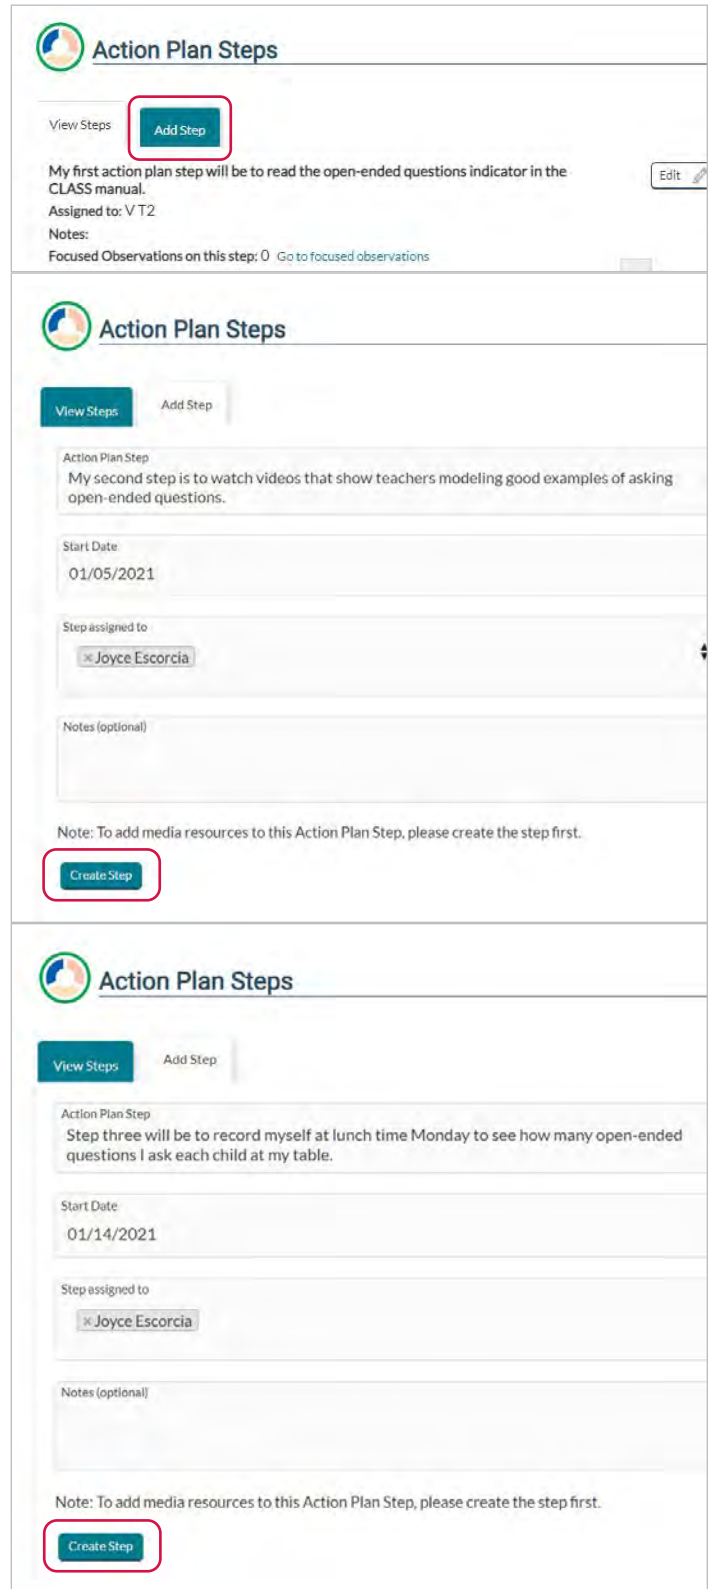 Action Plan Steps
View Steps
Add Step
My first action plan step will be to read the open-ended questions indicator in the
CLASS manual.
Edit
Assigned to: V T2
Notes:
Focused Observations on this step: 0 Go to focused observations
Action Plan Steps
View Steps
Add Step
Action Plan Step
My second step is to watch videos that show teachers modeling good examples of asking
open-ended questions.
Start Date
01/05/2021
Step assigned to
× Joyce Escorcia
Notes (optional)
Note: To add media resources to this Action Plan Step, please create the step first.
Create Step
Action Plan Steps
View Steps
Add Step
Action Plan Step
Step three will be to record myself at lunch time Monday to see how many open-ended
questions I ask each child at my table.
Start Date
01/14/2021
Step assigned to
× Joyce Escorcia
Notes (optional)
Note: To add media resources to this Action Plan Step, please create the step first.
Create Step